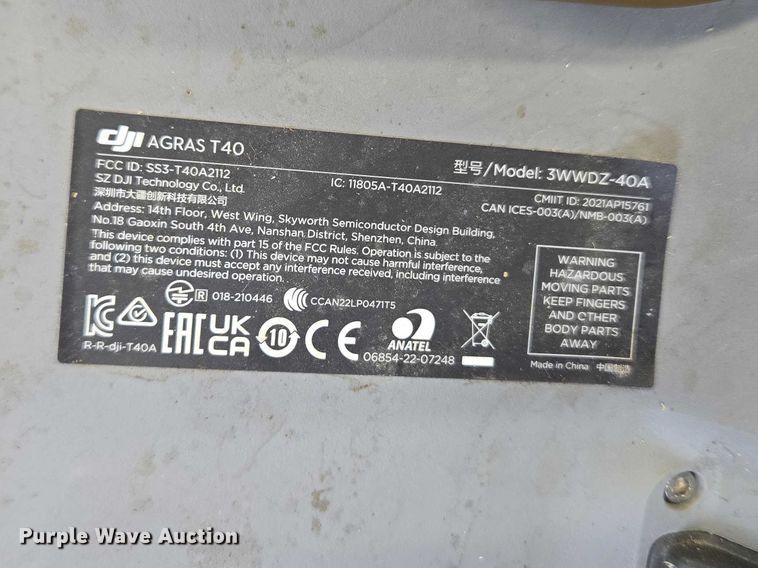 dji AGRAS T40
型号/Model: 3WWDZ-40A
FCC ID: SS3-T40A2112
IC: 11805A-T40A2112
CMIIT ID: 2021AP15761
SZ DJI Technology Co., Ltd.
CAN ICES-003(A)/NMB-003(A)
深圳市大疆创新科技有限公司
Address: 14th Floor, West Wing, Skyworth Semiconductor Design Building,
No.18 Gaoxin South 4th Ave, Nanshan District, Shenzhen, China
This device complies with part 15 of the FCC Rules. Operation is subject to the
following two conditions: (1) This device may not cause harmful interference,
and (2) this device must accept any interference received, including interference
that may cause undesired operation.
WARNING
HAZARDOUS
MOVING PARTS
KEEP FINGERS
AND OTHER
BODY PARTS
AWAY
R 018-210446
CCAN22LP0471T5
R-R-dji-T40A
EAC
UK
CA
10
CE
ANATEL
06854-22-07248
Made in China 中国制造
Purple Wave Auction